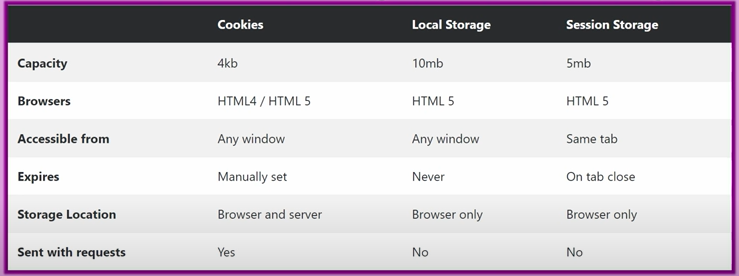 Cookies Local Storage Session Storage
Capacity 4kb 10mb 5mb
Browsers HTML4 / HTML 5 HTML 5 HTML 5
Accessible from Any window Any window Same tab
Expires Manually set Never On tab close
Storage Location Browser and server Browser only Browser only
Sent with requests Yes No No